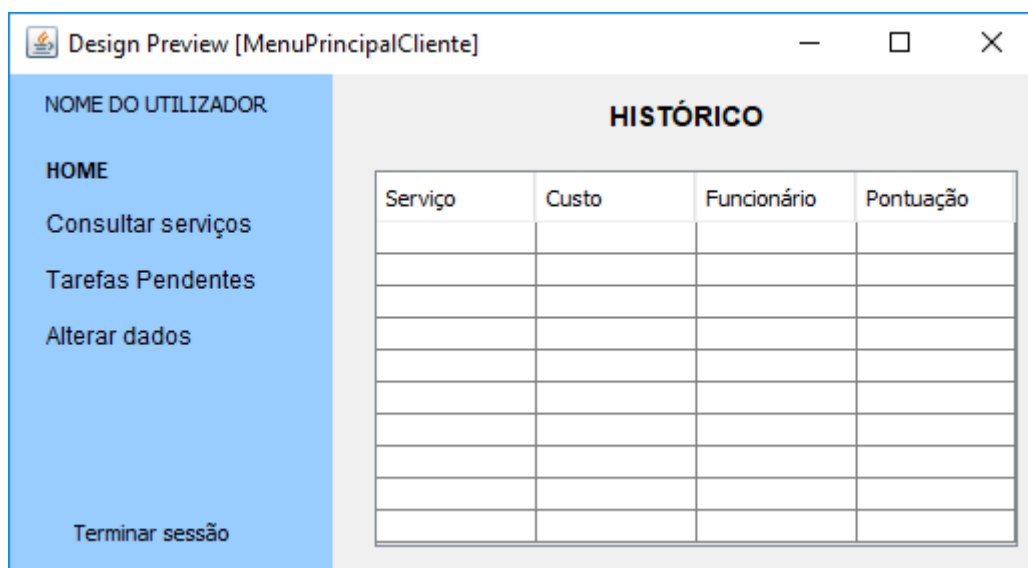 Design Preview [MenuPrincipalCliente]
NOME DO UTILIZADOR
HOME
Consultar serviços
Tarefas Pendentes
Alterar dados
Terminar sessão
HISTÓRICO
Serviço Custo Funcionário Pontuação